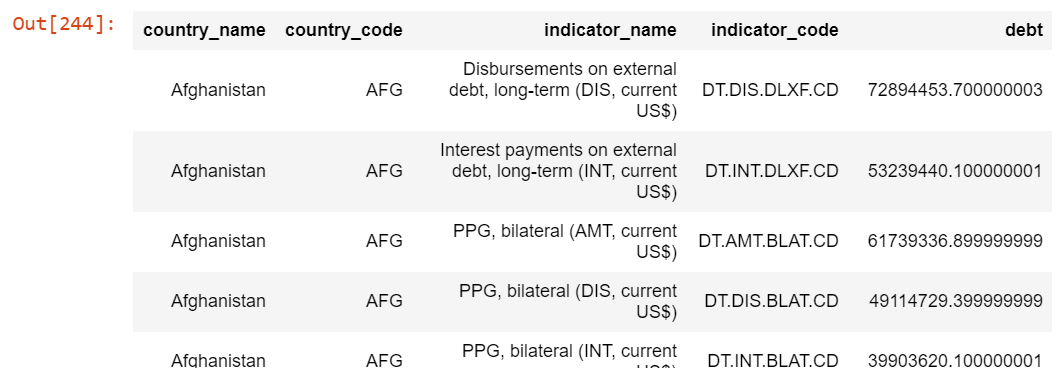 Out[244]:
country_name country_code indicator_name indicator_code debt
Afghanistan AFG Disbursements on external debt, long-term (DIS, current US$) DT.DIS.DLXF.CD 72894453.700000003
Afghanistan AFG Interest payments on external debt, long-term (INT, current US$) DT.INT.DLXF.CD 53239440.100000001
Afghanistan AFG PPG, bilateral (AMT, current US$) DT.AMT.BLAT.CD 61739336.899999999
Afghanistan AFG PPG, bilateral (DIS, current US$) DT.DIS.BLAT.CD 49114729.399999999
Afghanistan AFG PPG, bilateral (INT, current DT.INT.BLAT.CD 39903620.100000001